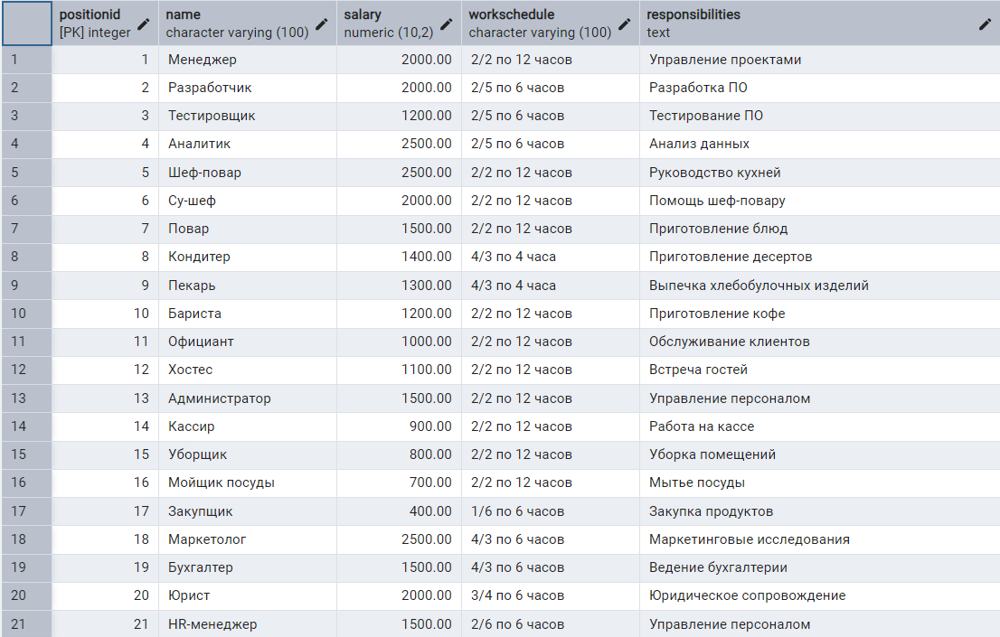 positionid name salary workschedule responsibilities
[PK] integer character varying (100) numeric (10,2) character varying (100) text
1 1 Менеджер 2000.00 2/2 по 12 часов Управление проектами
2 2 Разработчик 2000.00 2/5 по 6 часов Разработка ПО
3 3 Тестировщик 1200.00 2/5 по 6 часов Тестирование ПО
4 4 Аналитик 2500.00 2/5 по 6 часов Анализ данных
5 5 Шеф-повар 2500.00 2/2 по 12 часов Руководство кухней
6 6 Су-шеф 2000.00 2/2 по 12 часов Помощь шеф-повару
7 7 Повар 1500.00 2/2 по 12 часов Приготовление блюд
8 8 Кондитер 1400.00 4/3 по 4 часа Приготовление десертов
9 9 Пекарь 1300.00 4/3 по 4 часа Выпечка хлебобулочных изделий
10 10 Бариста 1200.00 2/2 по 12 часов Приготовление кофе
11 11 Официант 1000.00 2/2 по 12 часов Обслуживание клиентов
12 12 Хостес 1100.00 2/2 по 12 часов Встреча гостей
13 13 Администратор 1500.00 2/2 по 12 часов Управление персоналом
14 14 Кассир 900.00 2/2 по 12 часов Работа на кассе
15 15 Уборщик 800.00 2/2 по 12 часов Уборка помещений
16 16 Мойщик посуды 700.00 2/2 по 12 часов Мытье посуды
17 17 Закупщик 400.00 1/6 по 6 часов Закупка продуктов
18 18 Маркетолог 2500.00 4/3 по 6 часов Маркетинговые исследования
19 19 Бухгалтер 1500.00 4/3 по 6 часов Ведение бухгалтерии
20 20 Юрист 2000.00 3/4 по 6 часов Юридическое сопровождение
21 21 HR-менеджер 1500.00 2/6 по 6 часов Управление персоналом